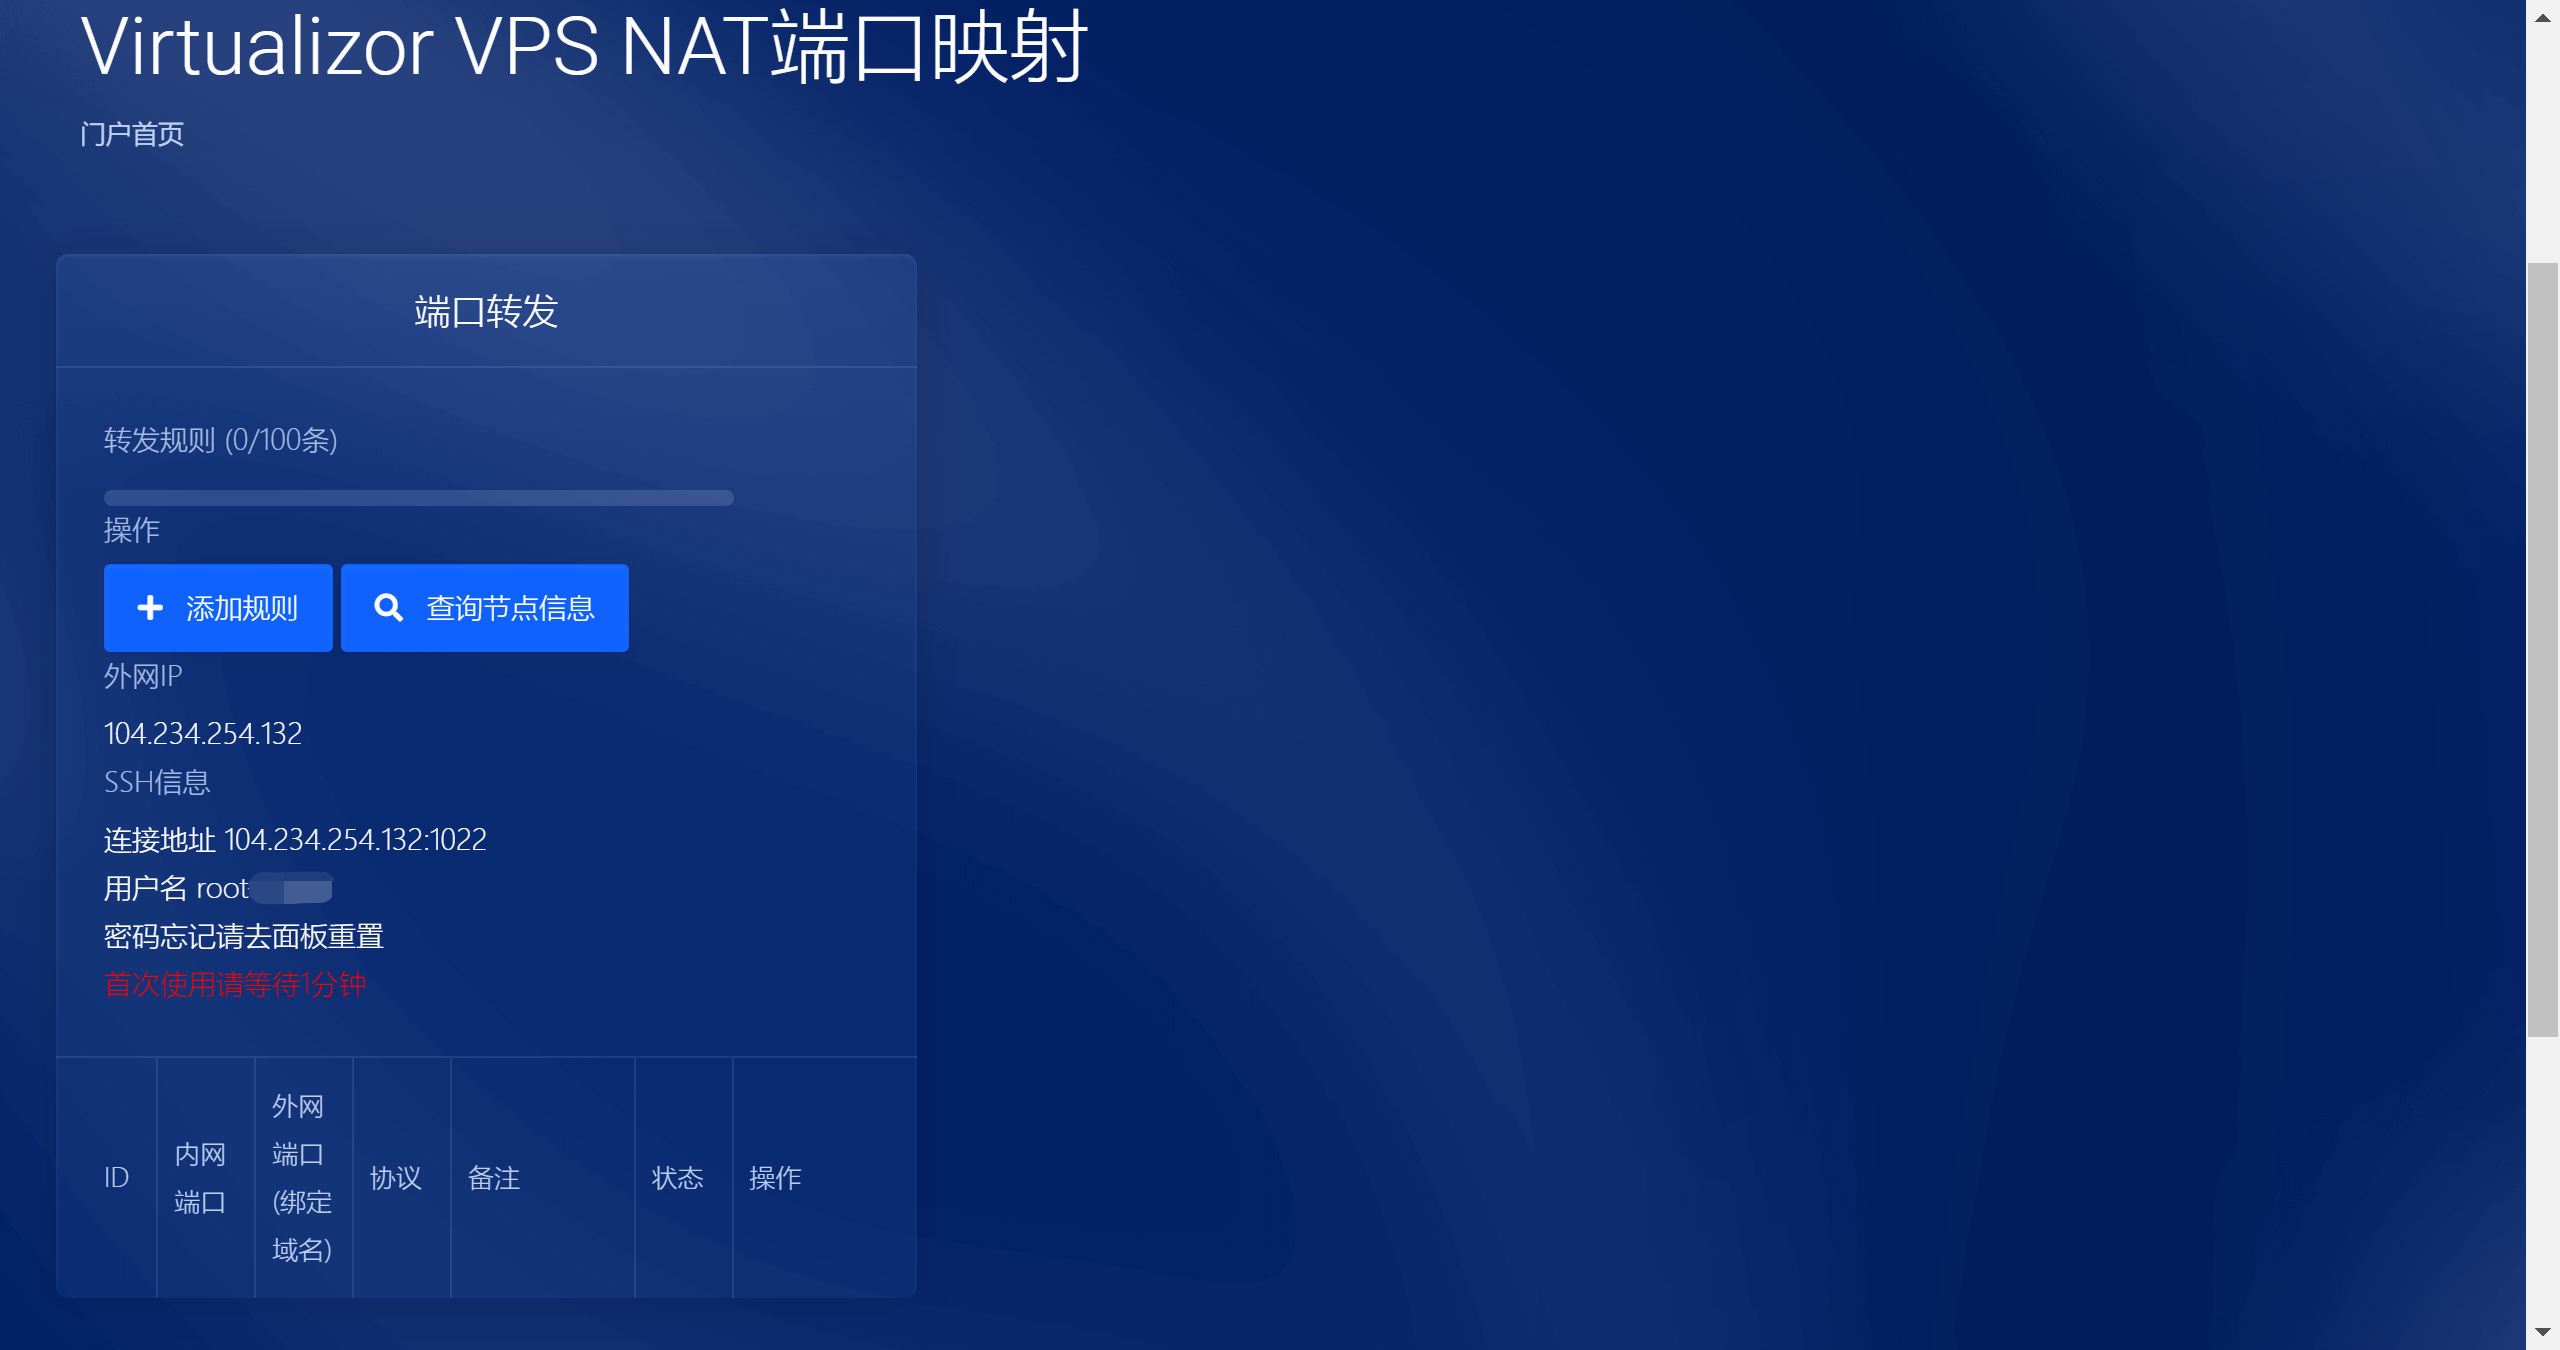 Virtualizor VPS NAT端口映射
门户首页
端口转发
转发规则 (0/100条)
操作
添加规则
查询节点信息
外网IP
104.234.254.132
SSH信息
连接地址 104.234.254.132:1022
用户名 root
密码忘记请去面板重置
首次使用请等待1分钟
ID
内网
端口
外网
端口
(绑定
域名)
协议
备注
状态
操作